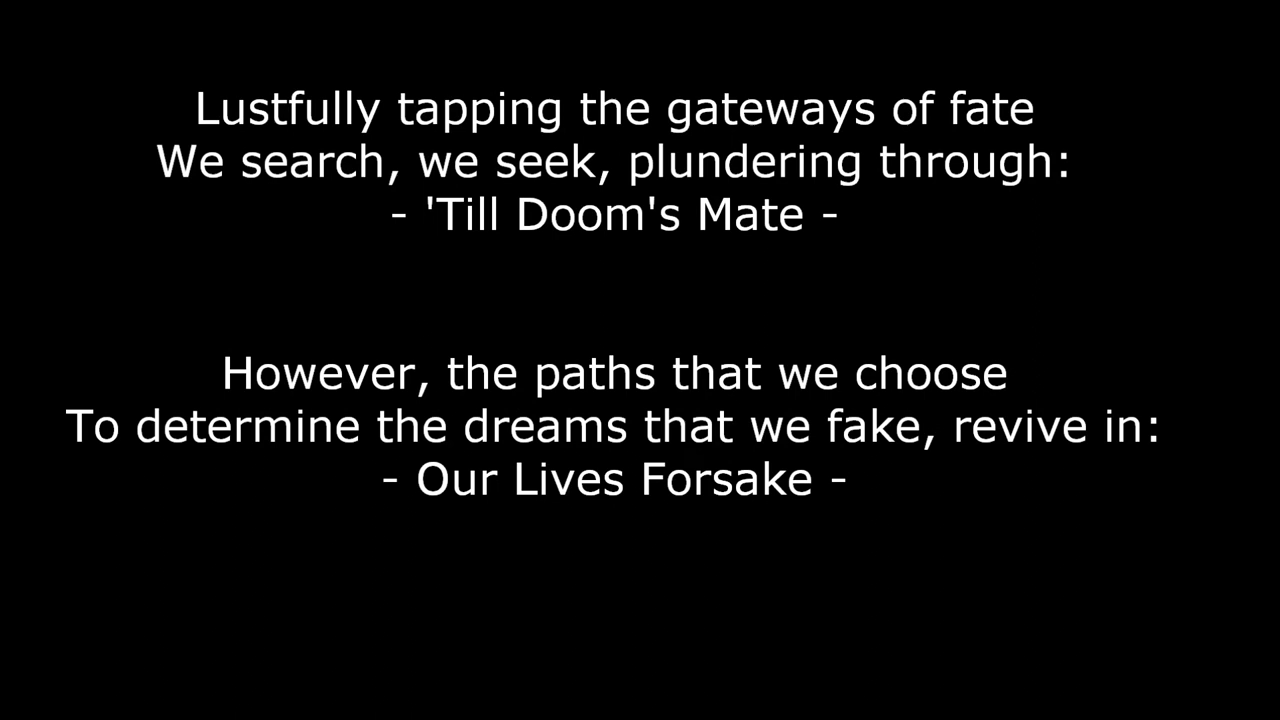 Lustfully tapping the gateways of fate
We search, we seek, plundering through:
- 'Till Doom's Mate -
However, the paths that we choose
To determine the dreams that we fake, revive in:
- Our Lives Forsake -